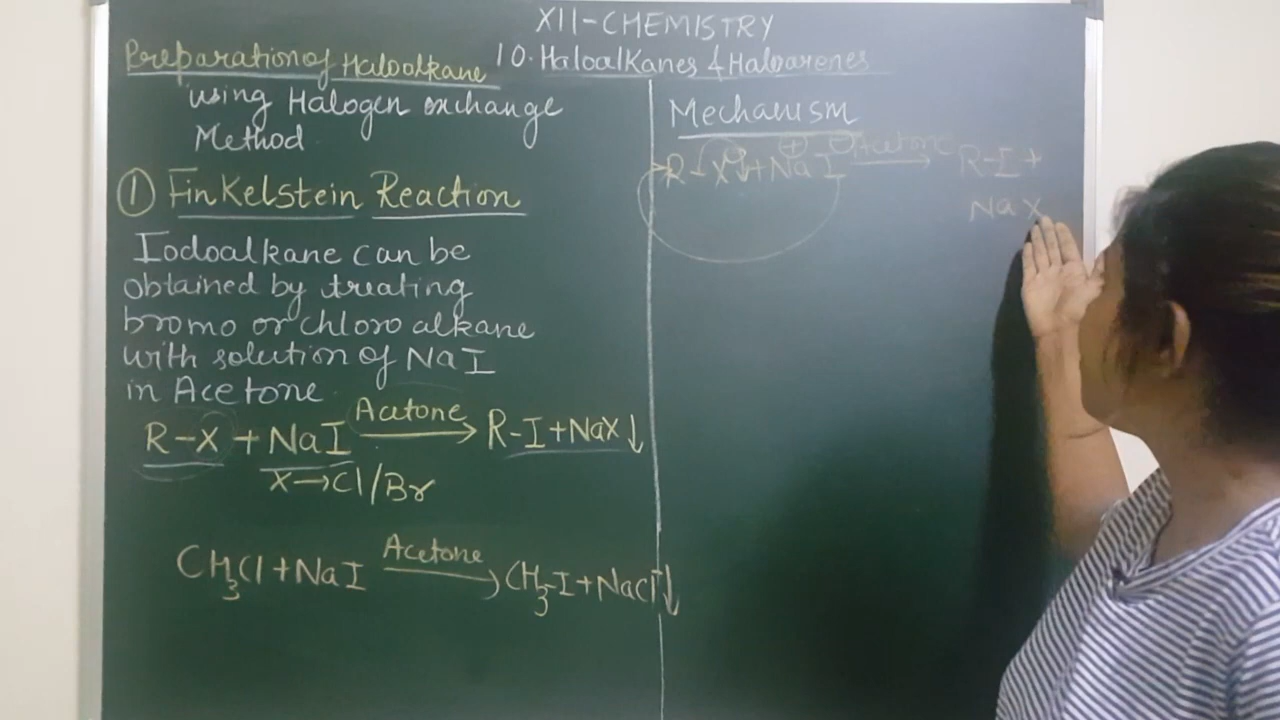 XII-CHEMISTRY
10. Haloalkanes & Haloarenes
Preparation of Haloalkane
using Halogen exchange
Method
① Finkelstein Reaction
Iodoalkane can be
obtained by treating
bromo or chloro alkane
with solution of NaI
in Acetone
R-X + NaI Acetone → R-I + NaX ↓
X → Cl/Br
CH3Cl + NaI Acetone → CH3-I + NaCl ↓
Mechanism
R-X + Na⊕ I⊖ Acetone → R-I +
NaX